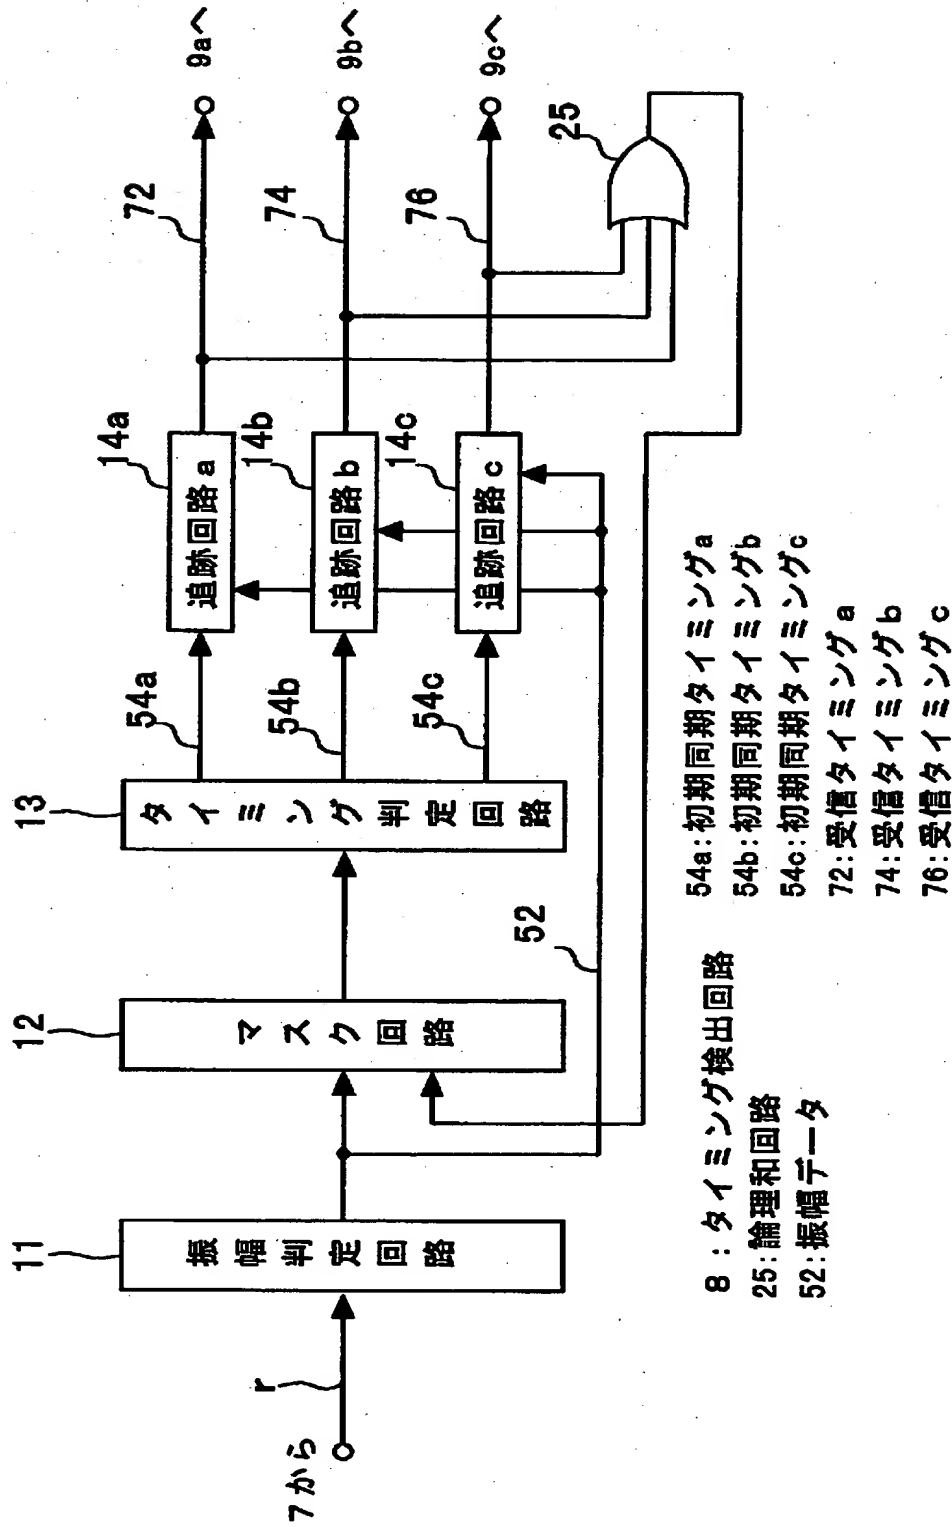 7から
r
11
振幅判定回路
12
マスク回路
52
13
タイミング判定回路
54a
54b
54c
14a
追跡回路a
14b
追跡回路b
14c
追跡回路c
72
74
76
25
9aへ
9bへ
9cへ
8:タイミング検出回路
25:論理和回路
52:振幅データ
54a:初期同期タイミングa
54b:初期同期タイミングb
54c:初期同期タイミングc
72:受信タイミングa
74:受信タイミングb
76:受信タイミングc